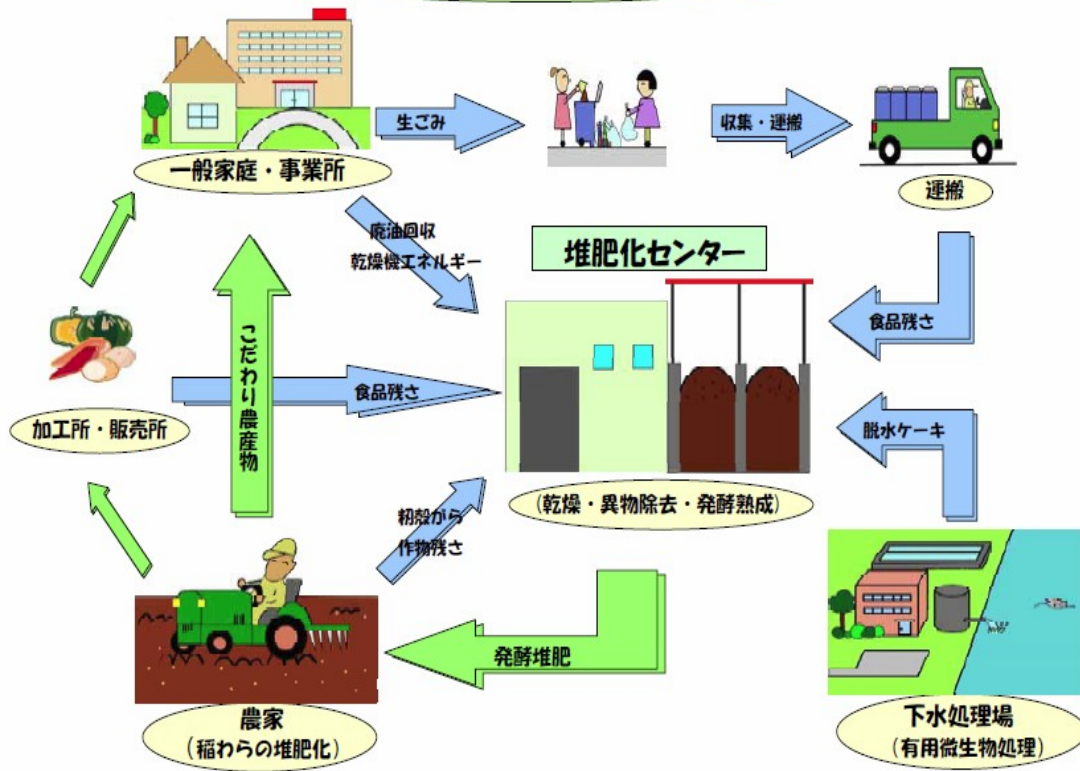 生ごみ
収集・運搬
一般家庭・事業所
運搬
廃油回収
乾燥機エネルギー
堆肥化センター
食品残さ
こだわり農産物
食品残さ
加工所・販売所
脱水ケーキ
(乾燥・異物除去・発酵熟成)
籾殻がら
作物残さ
発酵堆肥
農家
(稲わらの堆肥化)
下水処理場
(有用微生物処理)